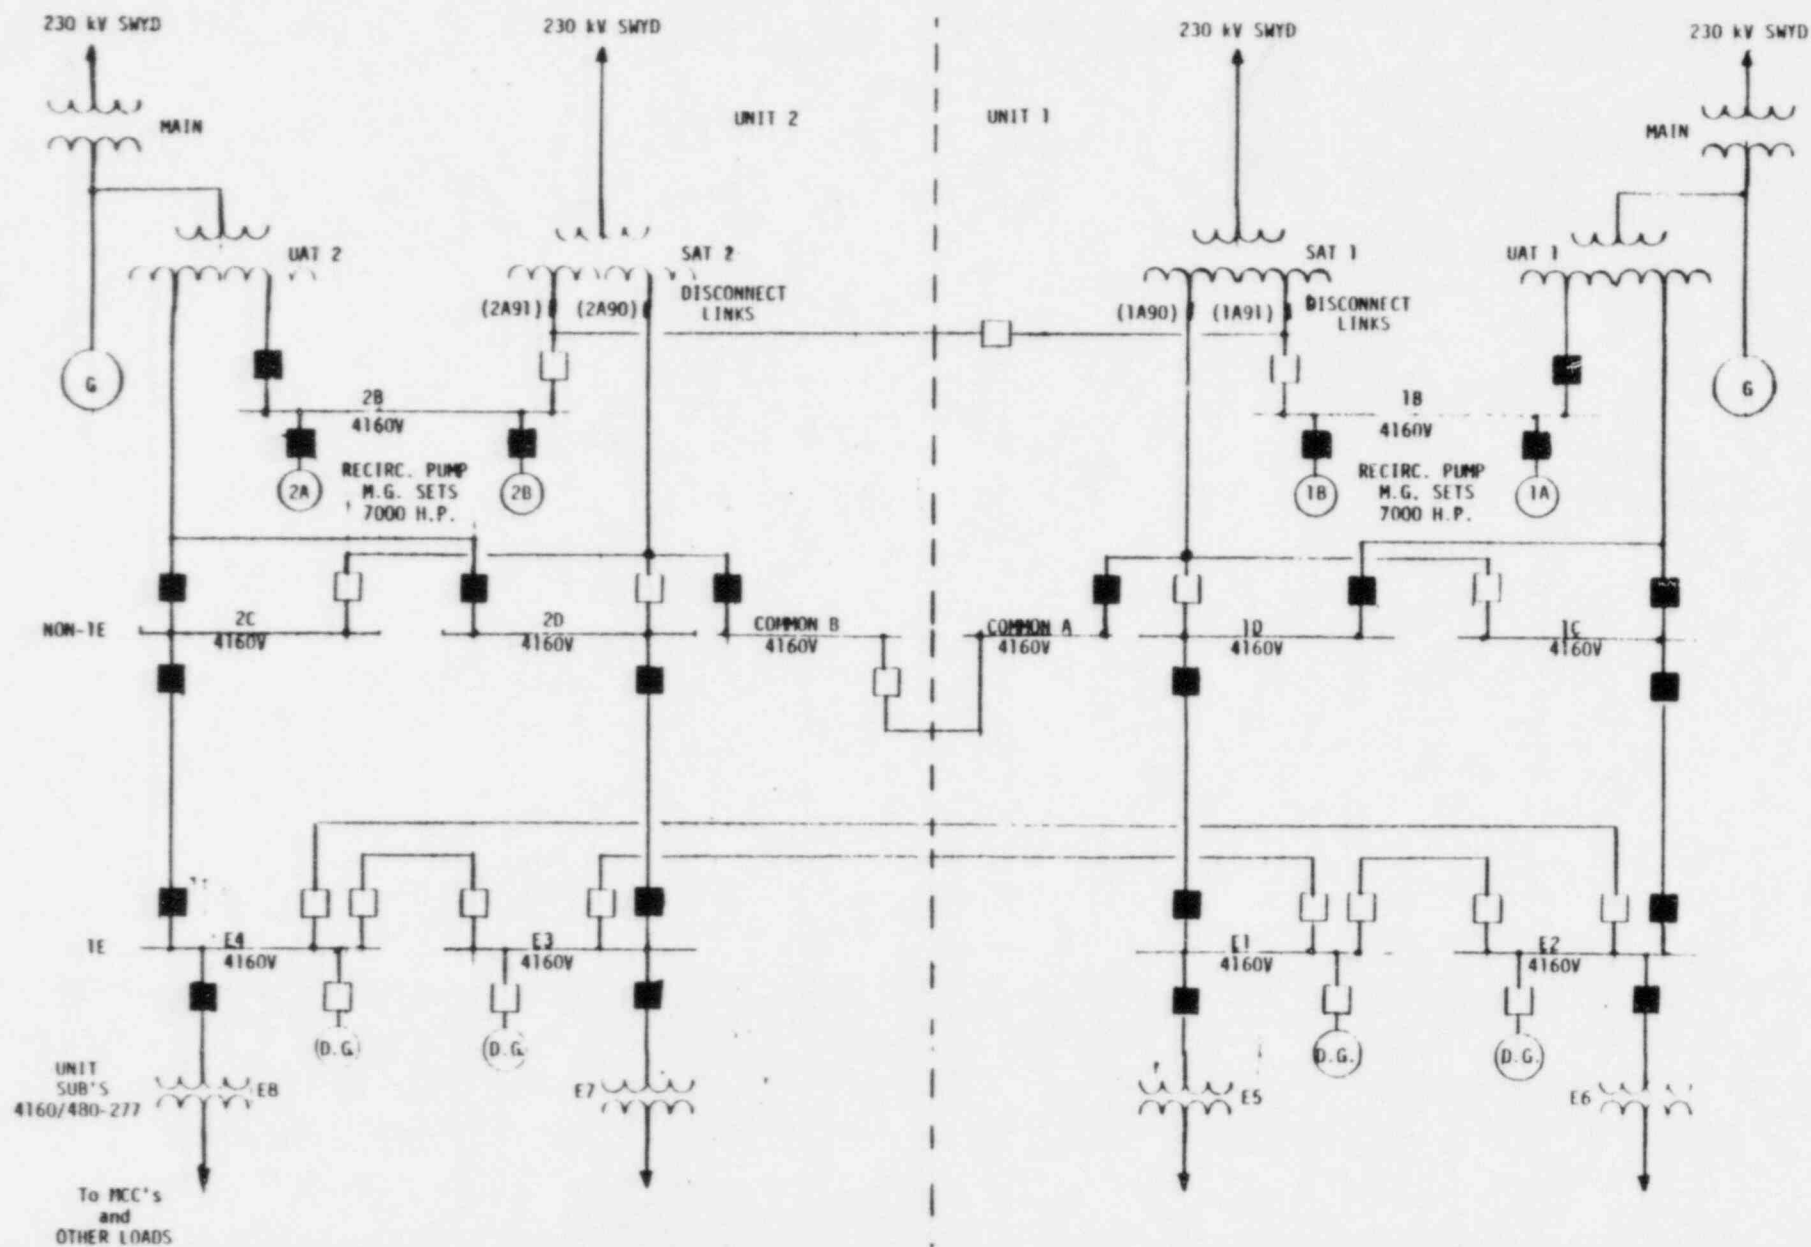 230 kV SWYD
230 kV SWYD
230 kV SWYD
230 kV SWYD
MAIN
UNIT 2
UNIT 1
MAIN
UAT 2
SAT 2
SAT 1
UAT 1
DISCONNECT
LINKS
(2A91)
(2A90)
(1A90)
(1A91)
DISCONNECT
LINKS
G
G
2B
4160V
1B
4160V
RECIRC. PUMP
M.G. SETS
7000 H.P.
2A
2B
RECIRC. PUMP
M.G. SETS
7000 H.P.
1B
1A
NON-1E
2C
4160V
2D
4160V
COMMON B
4160V
COMMON A
4160V
1D
4160V
1C
4160V
1E
E4
4160V
E3
4160V
E1
4160V
E2
4160V
D.G.
D.G.
D.G.
D.G.
UNIT
SUB'S
4160/480-277
E8
E7
E5
E6
To MCC's
and
OTHER LOADS